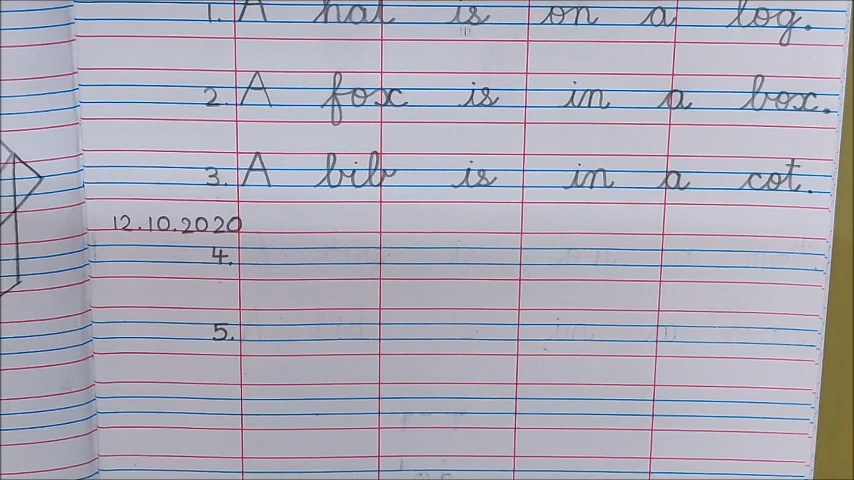 1. A hat is on a log.
2. A fox is in a box.
3. A bib is in a cot.
12.10.2020
4.
5.